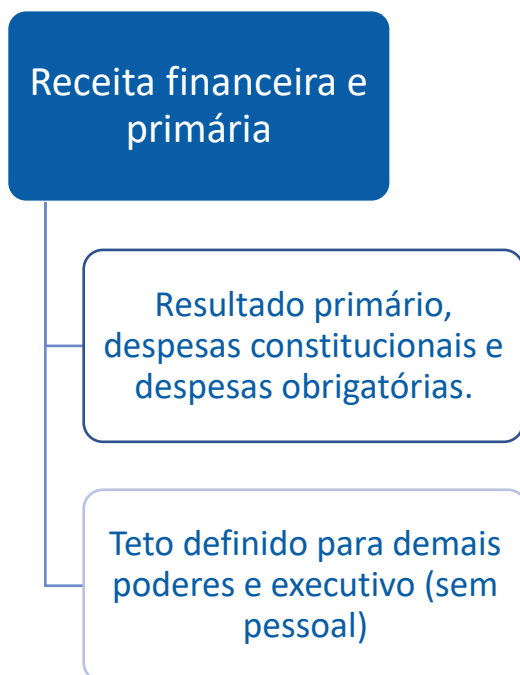 Receita financeira e
primária
Resultado primário,
despesas constitucionais e
despesas obrigatórias.
Teto definido para demais
poderes e executivo (sem
pessoal)